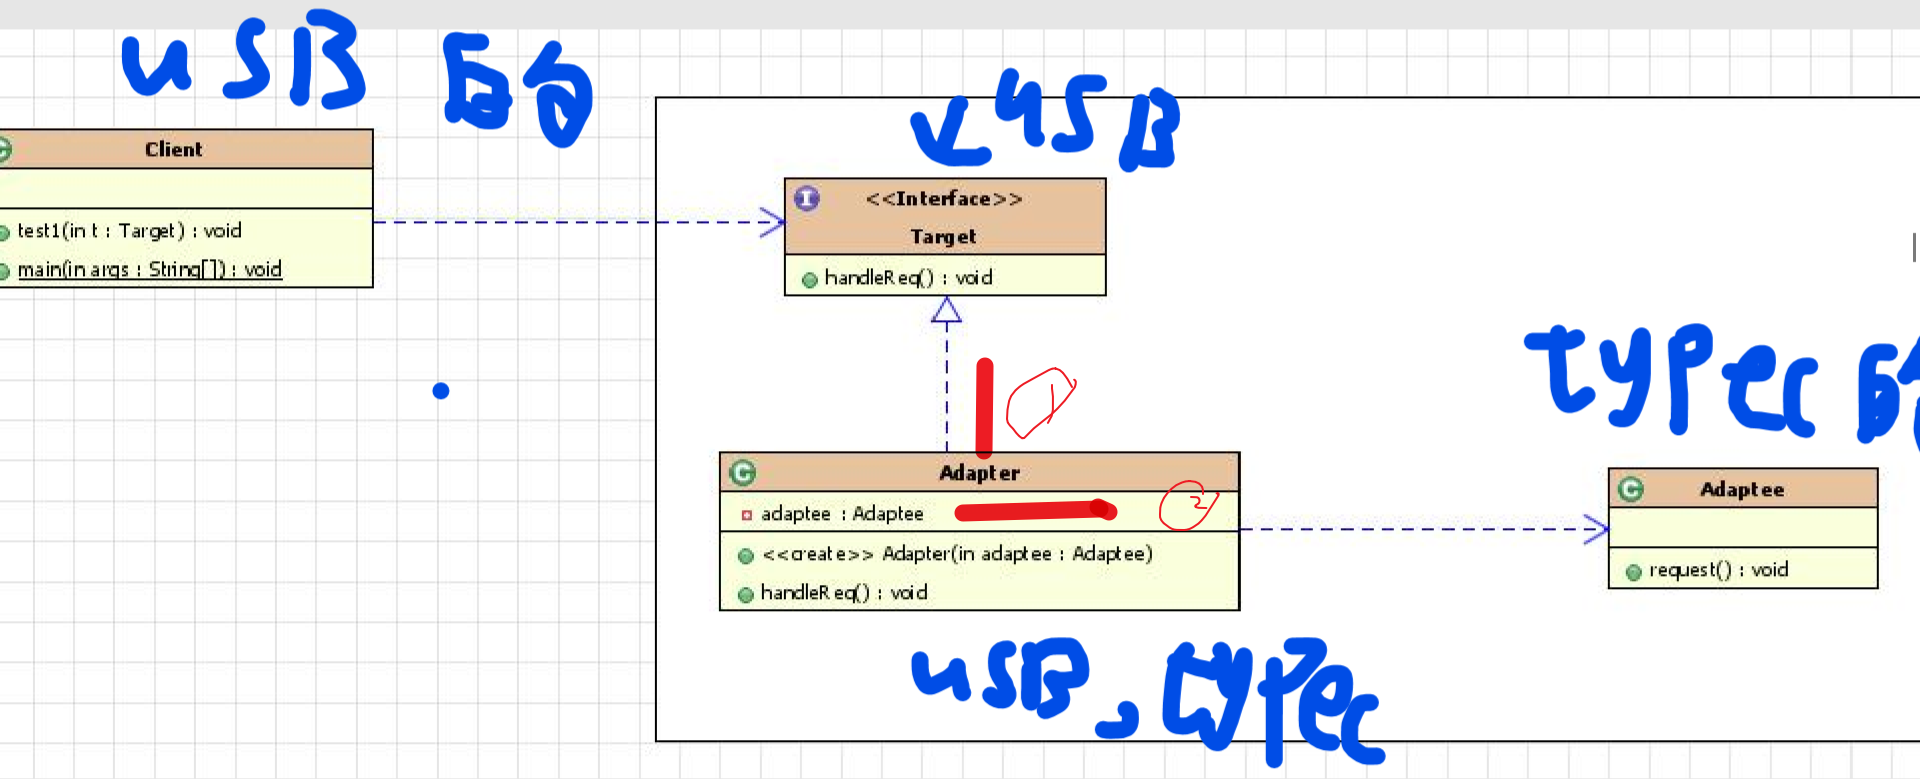 usB 的
usB
Client
test1(in t : Target) : void
main(in args : String[]) : void
<<Interface>>
Target
handleReq() : void
typec 的
1
Adapter
adaptee : Adaptee
2
<<create>> Adapter(in adaptee : Adaptee)
handleReq() : void
Adaptee
request() : void
usB、typec